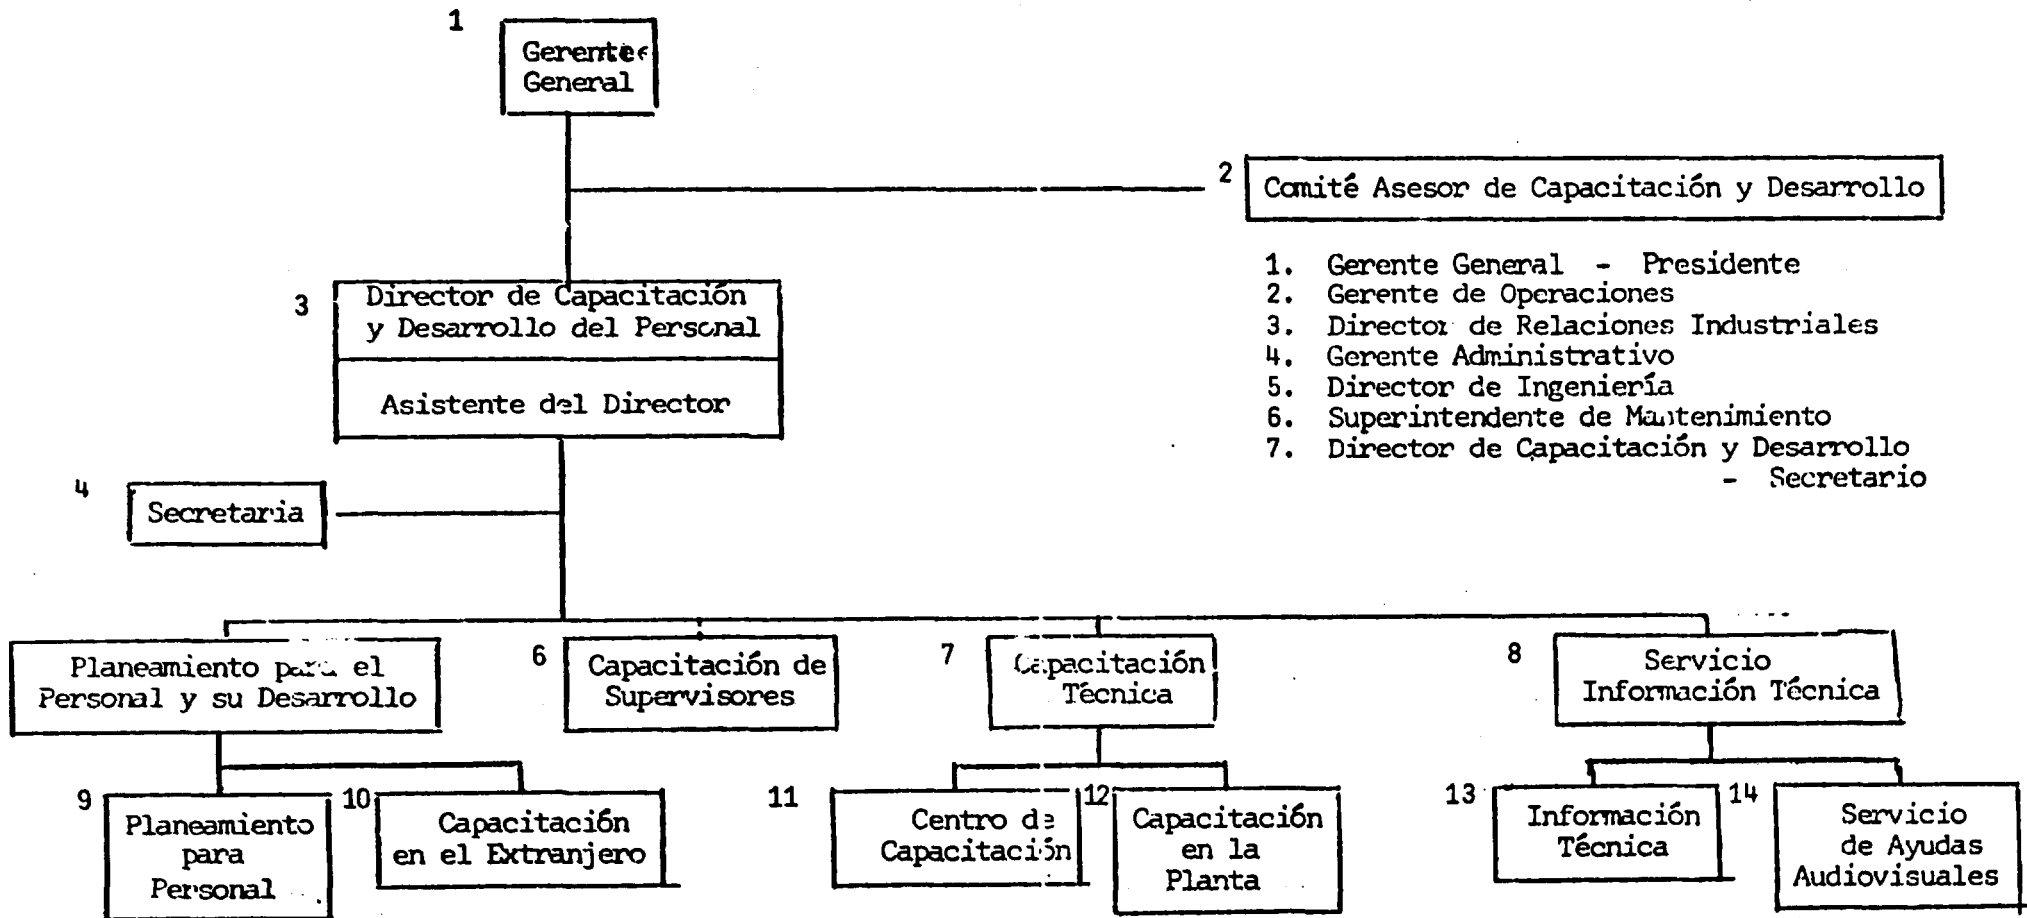 1
Gerente
General
2
Comité Asesor de Capacitación y Desarrollo
1. Gerente General - Presidente
2. Gerente de Operaciones
3. Director de Relaciones Industriales
4. Gerente Administrativo
5. Director de Ingeniería
6. Superintendente de Mantenimiento
7. Director de Capacitación y Desarrollo
- Secretario
3
Director de Capacitación
y Desarrollo del Personal
Asistente del Director
4
Secretaria
Planeamiento para el
Personal y su Desarrollo
6
Capacitación de
Supervisores
7
Capacitación
Técnica
8
Servicio
Información Técnica
9
Planeamiento
para
Personal
10
Capacitación
en el Extranjero
11
Centro de
Capacitación
12
Capacitación
en la
Planta
13
Información
Técnica
14
Servicio
de Ayudas
Audiovisuales